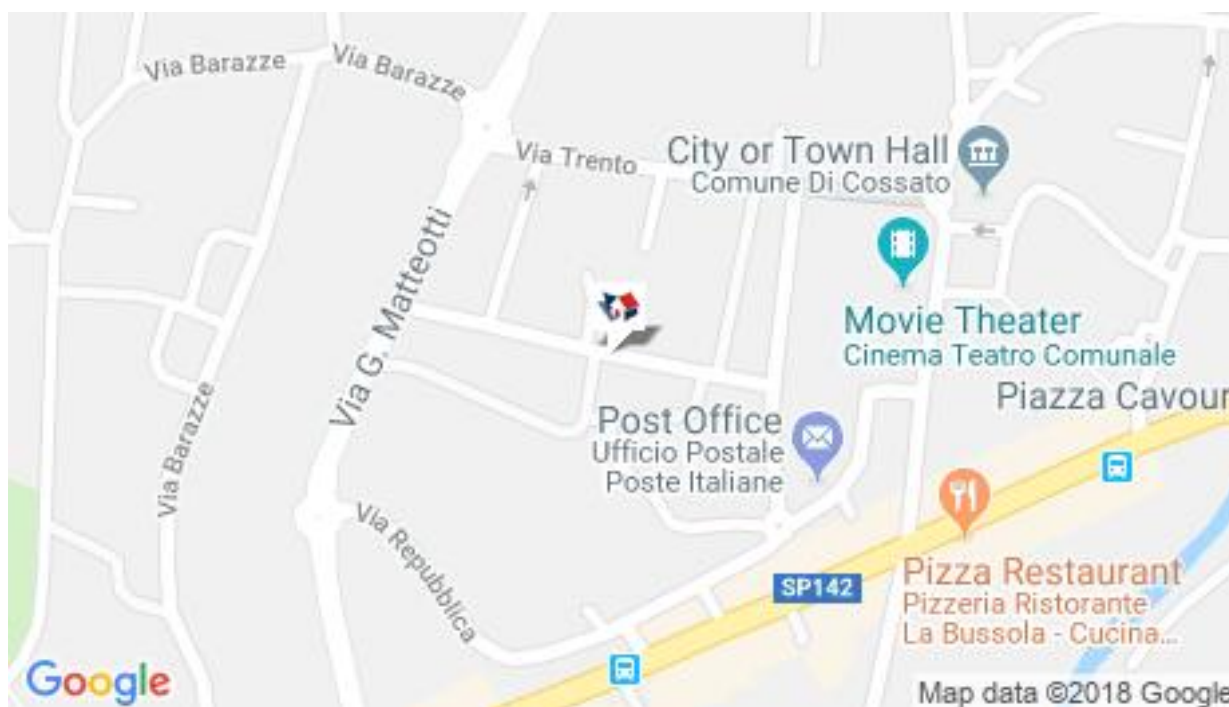 Via Barazze
Via Barazze
Via Trento
City or Town Hall
Comune Di Cossato
Via G. Matteotti
Movie Theater
Cinema Teatro Comunale
Piazza Cavour
Post Office
Ufficio Postale
Poste Italiane
Via Barazze
Via Repubblica
SP142
Pizza Restaurant
Pizzeria Ristorante
La Bussola - Cucina...
Google
Map data ©2018 Google